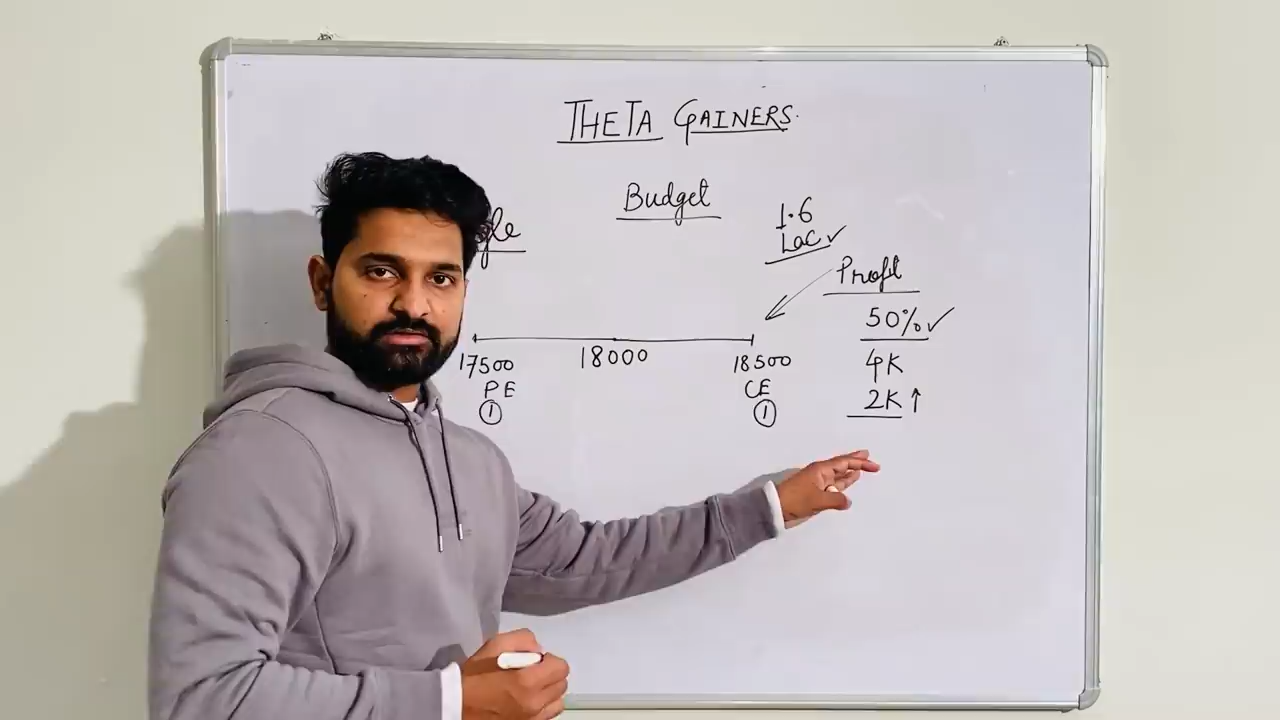 THETA GAINERS.
Budget
1.6
Lac ✓
Profit
50% ✓
4K
2K ↑
17500 18000 18500
PE CE
① ①